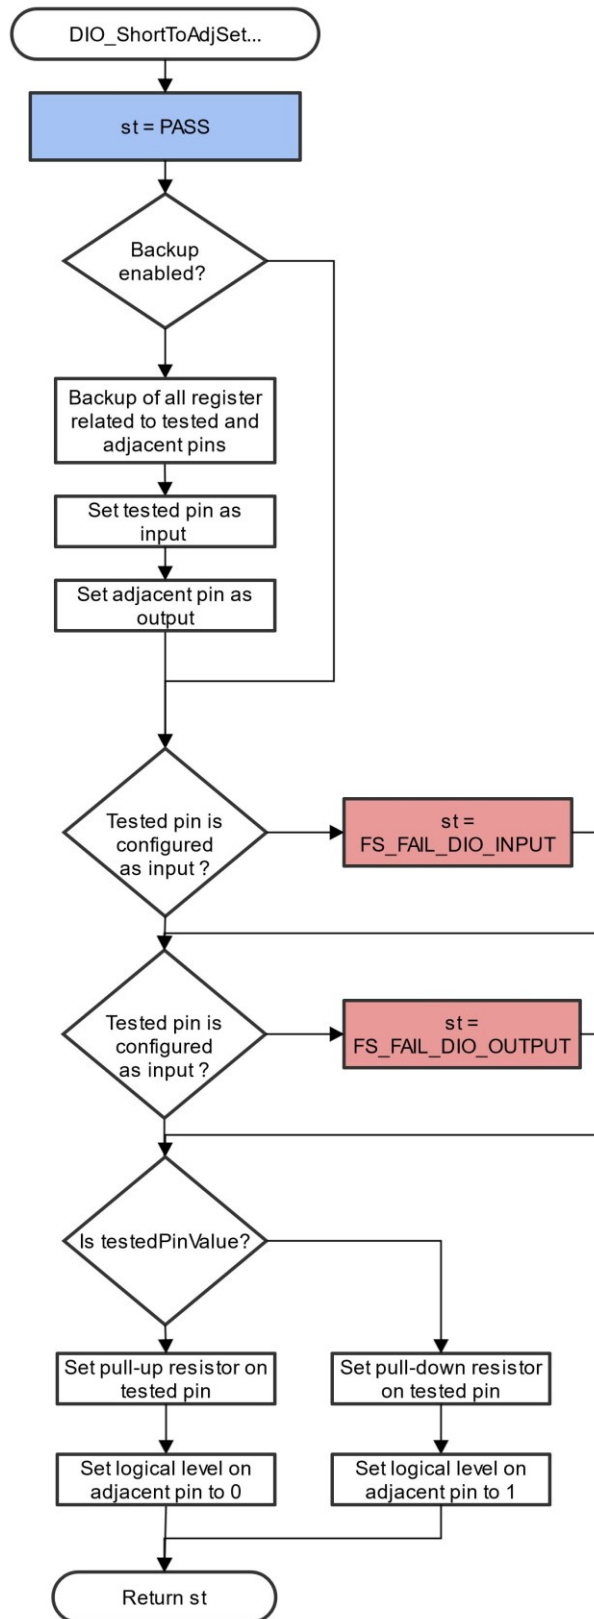 DIO_ShortToAdjSet...
st = PASS
Backup
enabled?
Backup of all register
related to tested and
adjacent pins
Set tested pin as
input
Set adjacent pin as
output
Tested pin is
configured
as input ?
st =
FS_FAIL_DIO_INPUT
Tested pin is
configured
as input ?
st =
FS_FAIL_DIO_OUTPUT
Is testedPinValue?
Set pull-up resistor on
tested pin
Set pull-down resistor
on tested pin
Set logical level on
adjacent pin to 0
Set logical level on
adjacent pin to 1
Return st